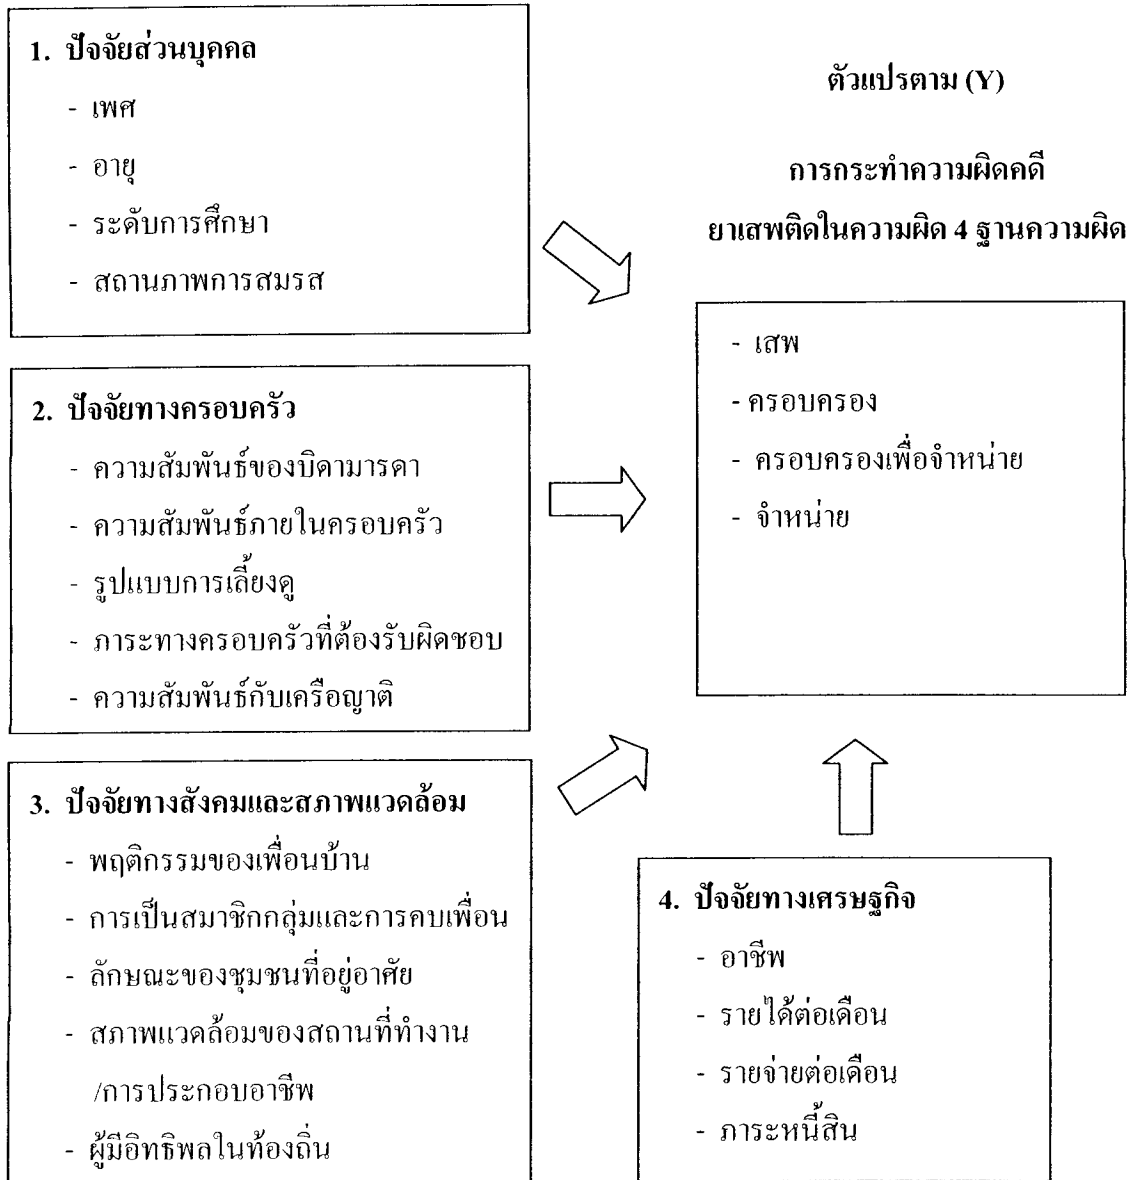 1. ปัจจัยส่วนบุคคล
- เพศ
- อายุ
- ระดับการศึกษา
- สถานภาพการสมรส
2. ปัจจัยทางครอบครัว
- ความสัมพันธ์ของบิดามารดา
- ความสัมพันธ์ภายในครอบครัว
- รูปแบบการเลี้ยงดู
- ภาระทางครอบครัวที่ต้องรับผิดชอบ
- ความสัมพันธ์กับเครือญาติ
3. ปัจจัยทางสังคมและสภาพแวดล้อม
- พฤติกรรมของเพื่อนบ้าน
- การเป็นสมาชิกกลุ่มและการคบเพื่อน
- ลักษณะของชุมชนที่อยู่อาศัย
- สภาพแวดล้อมของสถานที่ทำงาน
/การประกอบอาชีพ
- ผู้มีอิทธิพลในท้องถิ่น
ตัวแปรตาม (Y)
การกระทำความผิดคดี
ยาเสพติดในความผิด 4 ฐานความผิด
- เสพ
- ครอบครอง
- ครอบครองเพื่อจำหน่าย
- จำหน่าย
4. ปัจจัยทางเศรษฐกิจ
- อาชีพ
- รายได้ต่อเดือน
- รายจ่ายต่อเดือน
- ภาระหนี้สิน